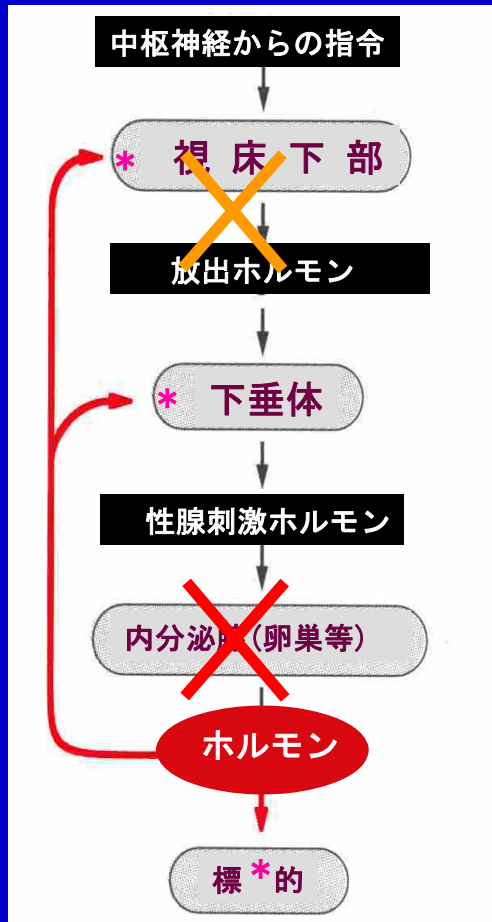 中枢神経からの指令
* 視床下部
放出ホルモン
* 下垂体
性腺刺激ホルモン
内分泌腺(卵巣等)
ホルモン
標*的